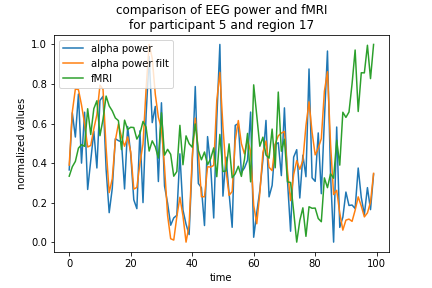 comparison of EEG power and fMRI
for participant 5 and region 17
alpha power
alpha power filt
fMRI
normalized values
1.0
0.8
0.6
0.4
0.2
0.0
0
20
40
60
80
100
time